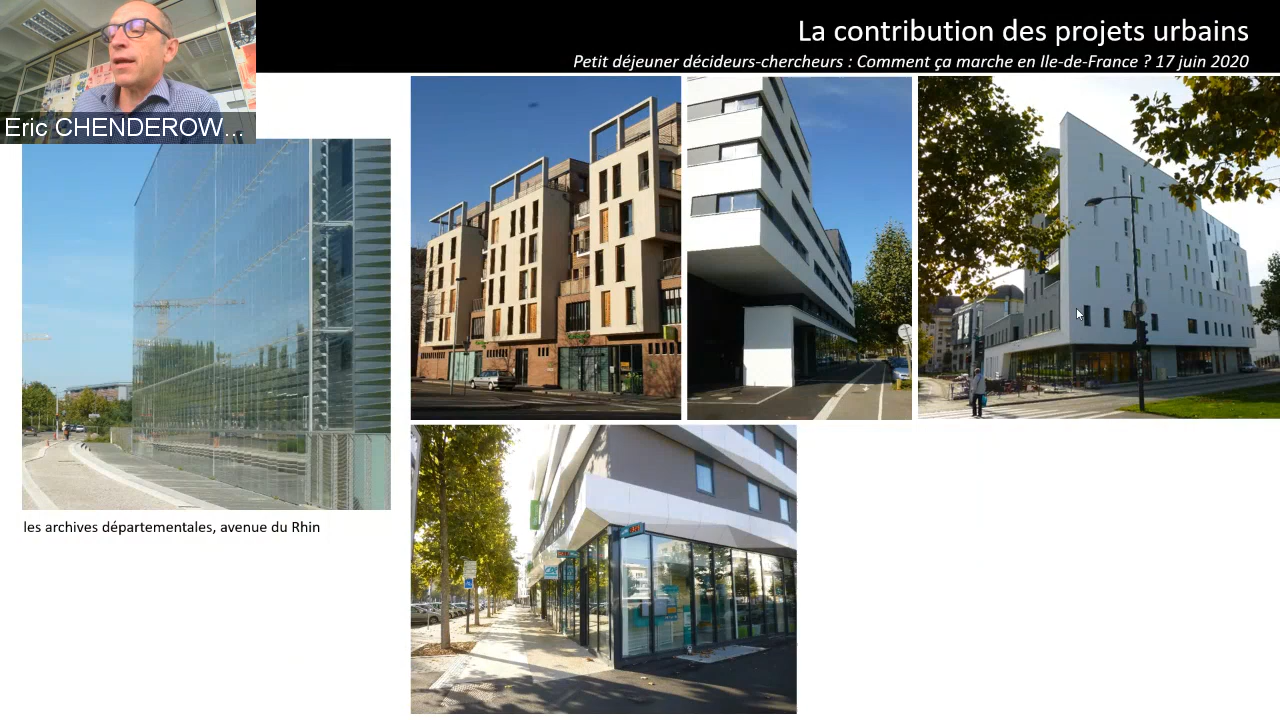 La contribution des projets urbains
Petit déjeuner décideurs-chercheurs : Comment ça marche en Ile-de-France ? 17 juin 2020
Eric CHENDEROW...
les archives départementales, avenue du Rhin